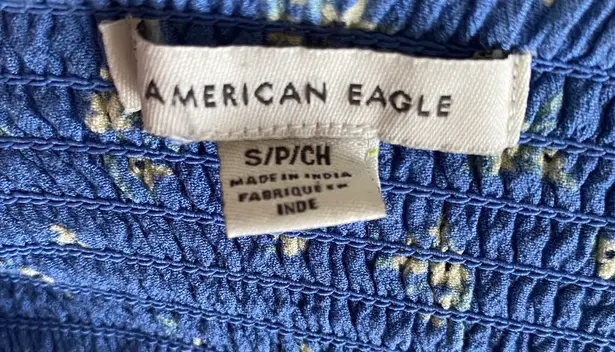 AMERICAN EAGLE
S/P/CH
MADE IN INDIA
FABRIQUÉ EN
INDE